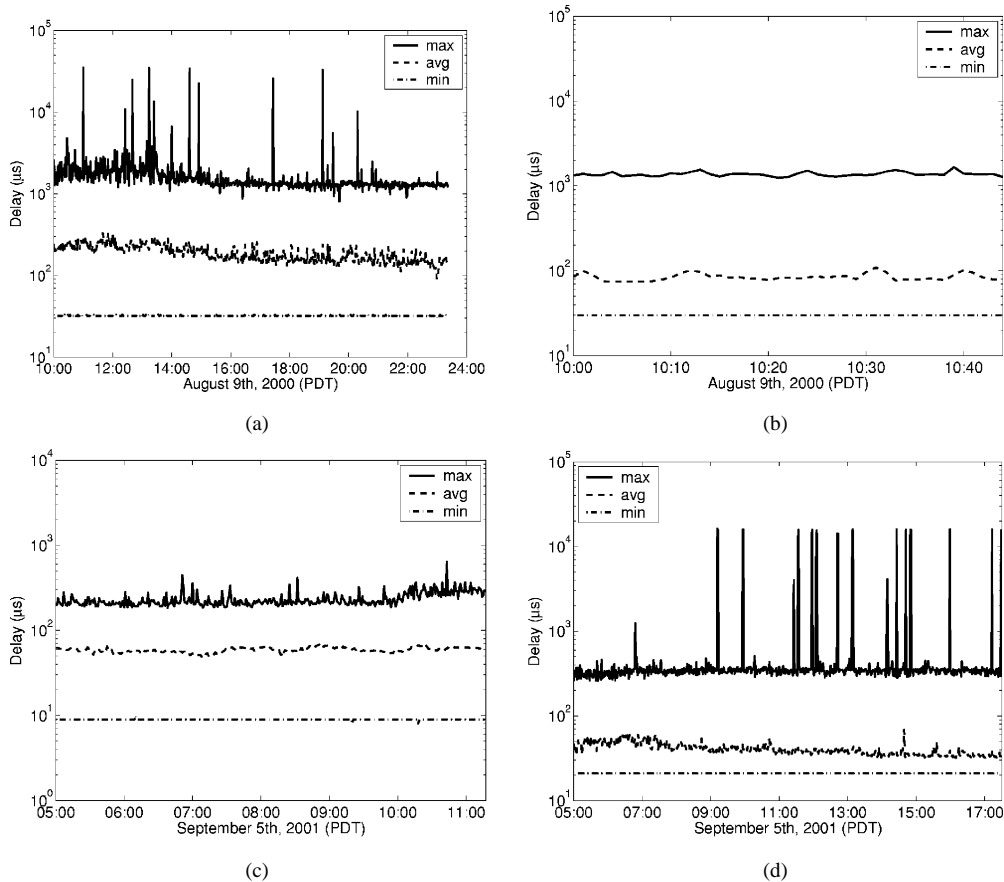 10^5
10^4
10^3
10^2
10^1
Delay (µs)
max
avg
min
10:00 12:00 14:00 16:00 18:00 20:00 22:00 24:00
August 9th, 2000 (PDT)
(a)
10^5
10^4
10^3
10^2
10^1
Delay (µs)
max
avg
min
10:00 10:10 10:20 10:30 10:40
August 9th, 2000 (PDT)
(b)
10^4
10^3
10^2
10^1
10^0
Delay (µs)
max
avg
min
05:00 06:00 07:00 08:00 09:00 10:00 11:00
September 5th, 2001 (PDT)
(c)
10^5
10^4
10^3
10^2
10^1
Delay (µs)
max
avg
min
05:00 07:00 09:00 11:00 13:00 15:00 17:00
September 5th, 2001 (PDT)
(d)